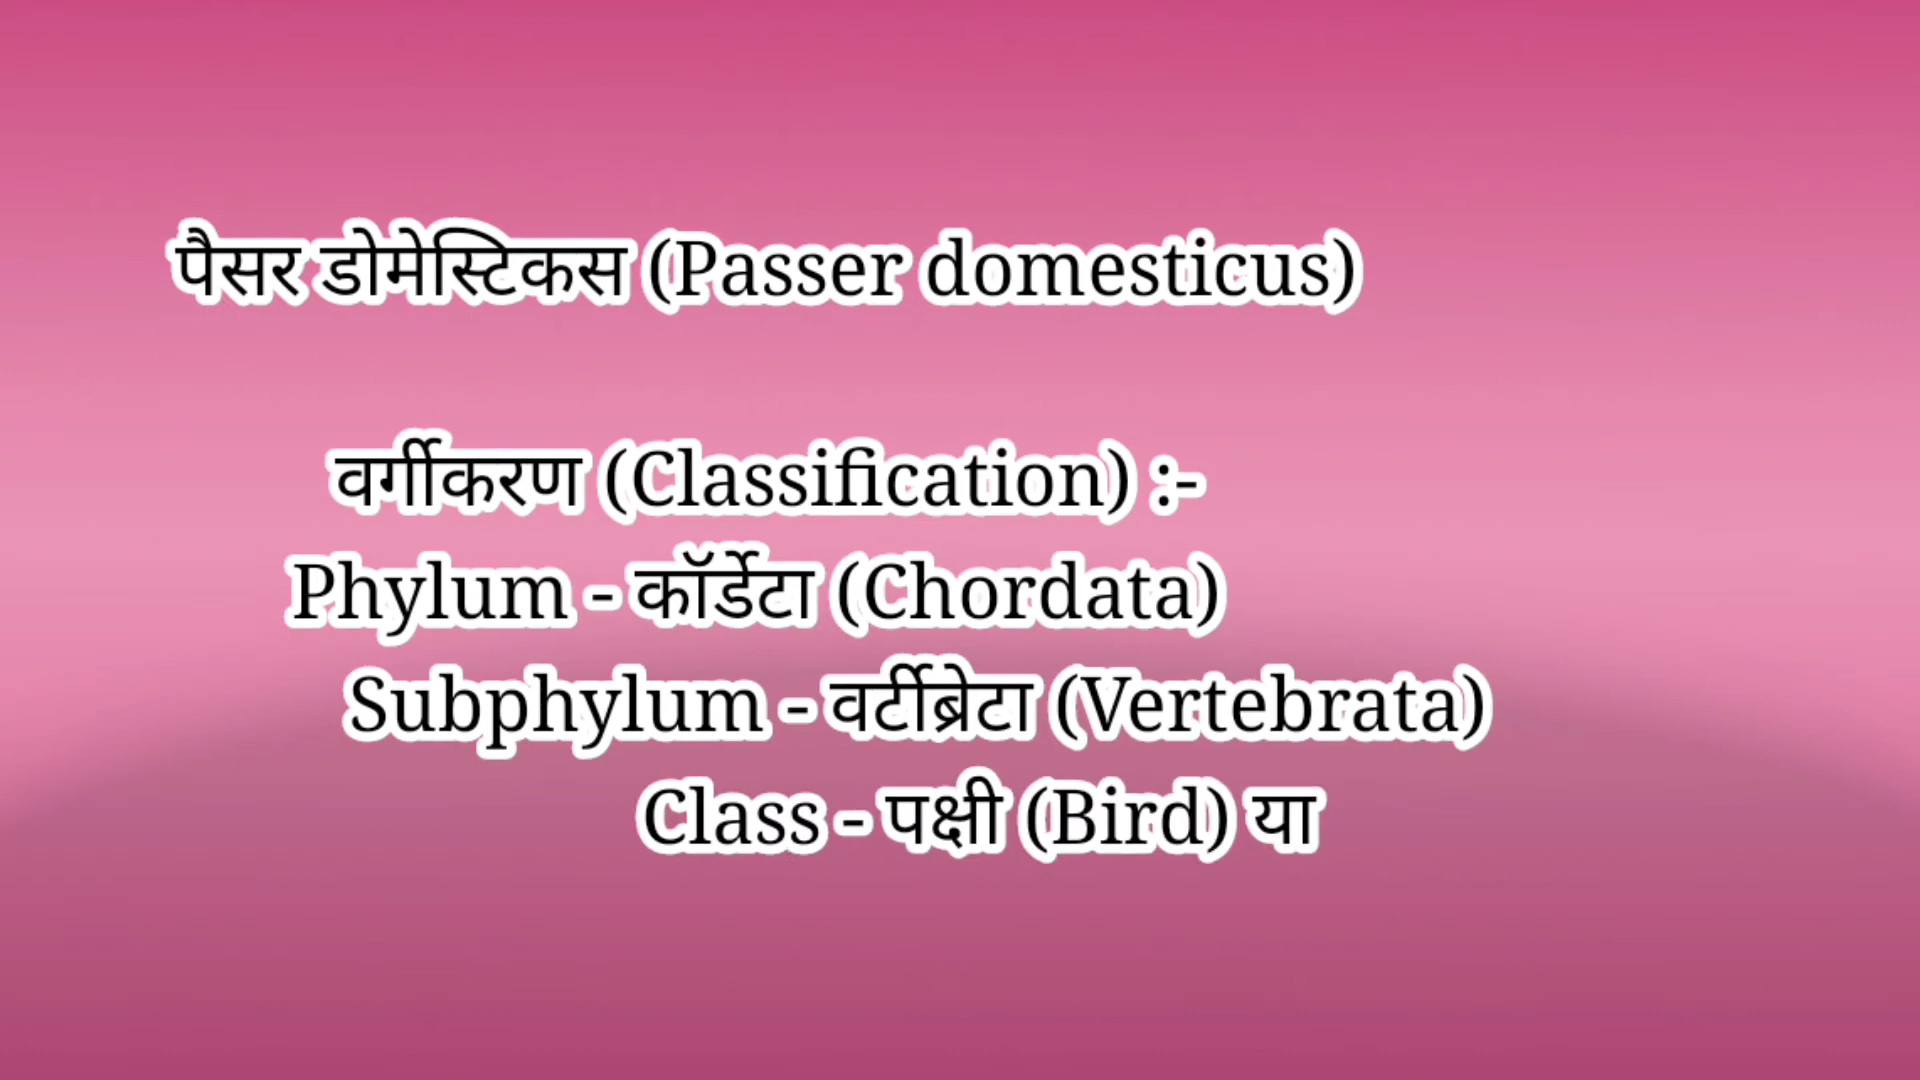 पैसर डोमेस्टिकस (Passer domesticus)
वर्गीकरण (Classification) :-
Phylum - कॉर्डेटा (Chordata)
Subphylum - वर्टीब्रेटा (Vertebrata)
Class - पक्षी (Bird) या